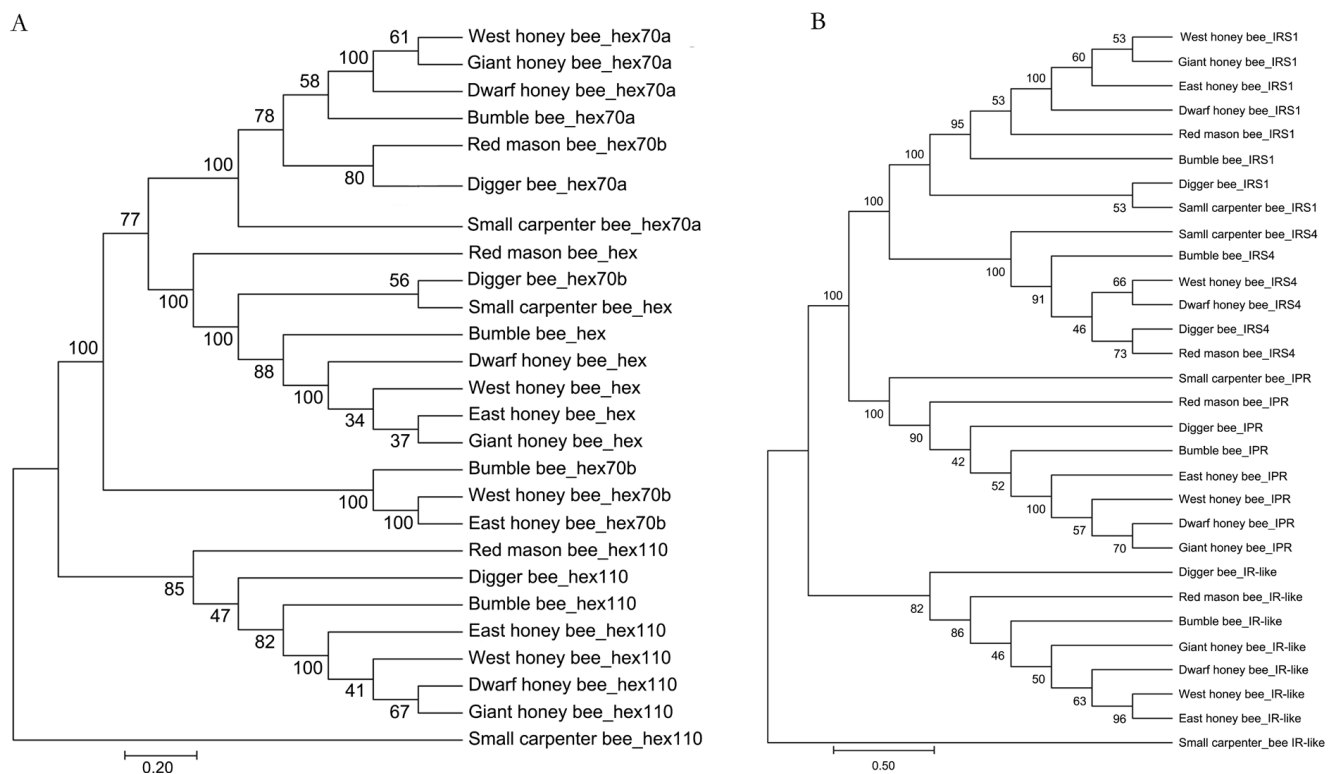 A
61
West honey bee_hex70a
100
Giant honey bee_hex70a
58
Dwarf honey bee_hex70a
78
Bumble bee_hex70a
Red mason bee_hex70b
100
80
Digger bee_hex70a
77
Small carpenter bee_hex70a
Red mason bee_hex
56
Digger bee_hex70b
100
Small carpenter bee_hex
100
Bumble bee_hex
100
88
Dwarf honey bee_hex
100
West honey bee_hex
34
East honey bee_hex
37
Giant honey bee_hex
Bumble bee_hex70b
100
West honey bee_hex70b
100
East honey bee_hex70b
Red mason bee_hex110
85
Digger bee_hex110
47
Bumble bee_hex110
82
East honey bee_hex110
100
West honey bee_hex110
41
Dwarf honey bee_hex110
67
Giant honey bee_hex110
Small carpenter bee_hex110
0.20
B
53
West honey bee_IRS1
60
Giant honey bee_IRS1
100
East honey bee_IRS1
53
Dwarf honey bee_IRS1
95
Red mason bee_IRS1
100
Bumble bee_IRS1
Digger bee_IRS1
53
Samll carpenter bee_IRS1
100
Samll carpenter bee_IRS4
Bumble bee_IRS4
100
66
West honey bee_IRS4
91
Dwarf honey bee_IRS4
100
46
Digger bee_IRS4
73
Red mason bee_IRS4
Small carpenter bee_IPR
100
Red mason bee_IPR
90
Digger bee_IPR
42
Bumble bee_IPR
52
East honey bee_IPR
100
West honey bee_IPR
57
Dwarf honey bee_IPR
70
Giant honey bee_IPR
Digger bee_IR-like
82
Red mason bee_IR-like
86
Bumble bee_IR-like
46
Giant honey bee_IR-like
50
Dwarf honey bee_IR-like
63
West honey bee_IR-like
96
East honey bee_IR-like
Small carpenter_bee IR-like
0.50